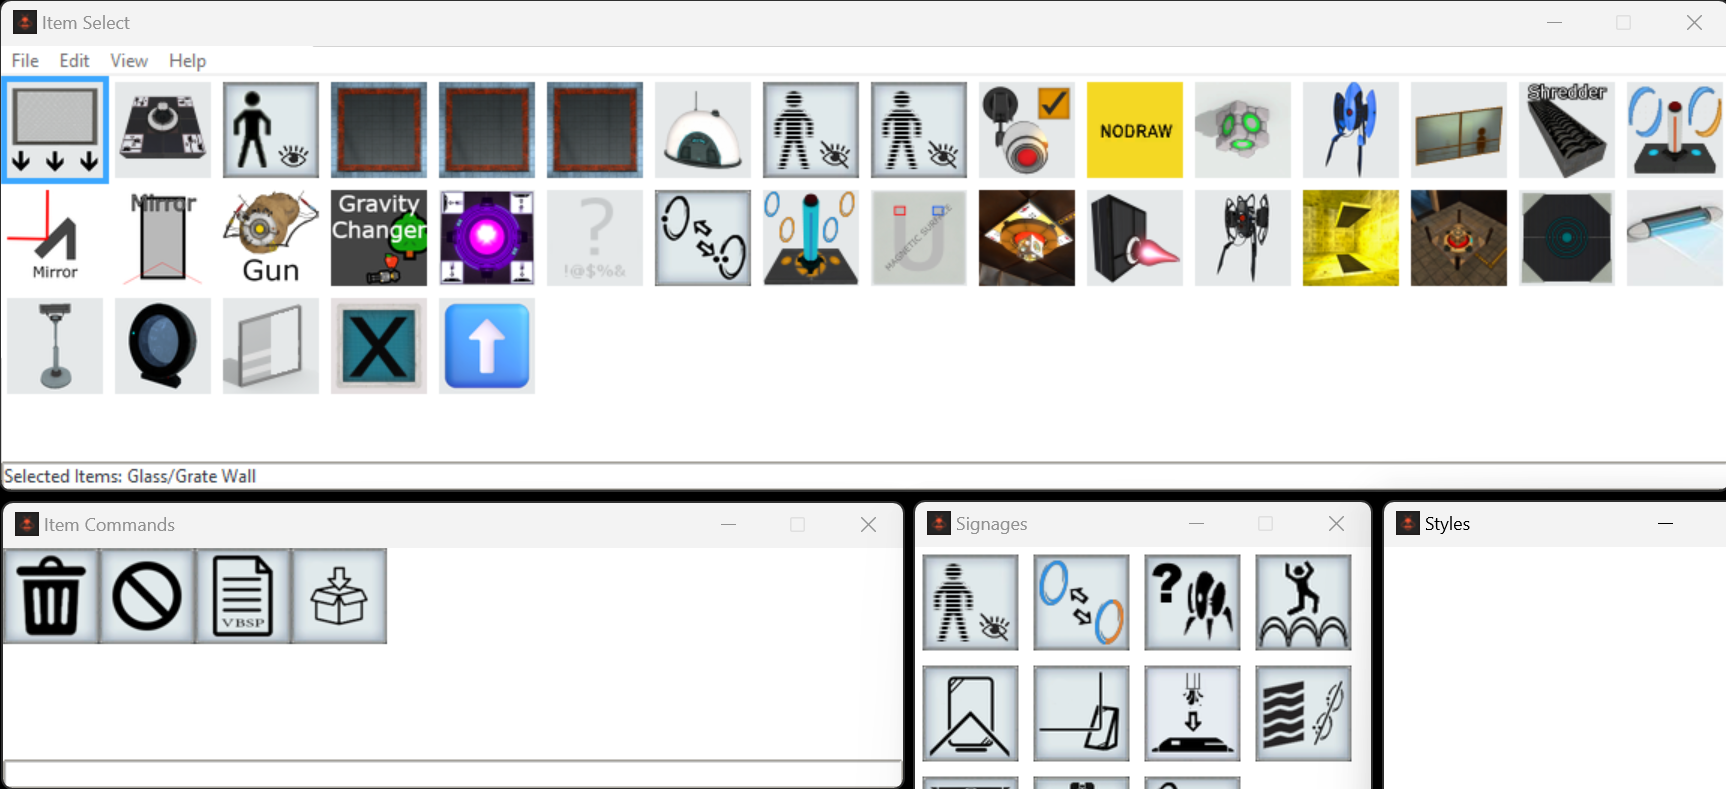 Item Select
File Edit View Help
NODRAW
Shredder
Mirror
Mirror
Gun
Gravity
Changer
?
!@$%&
MAGNETIC SURFACE
X
Selected Items: Glass/Grate Wall
Item Commands
VBSP
Signages
?
Styles